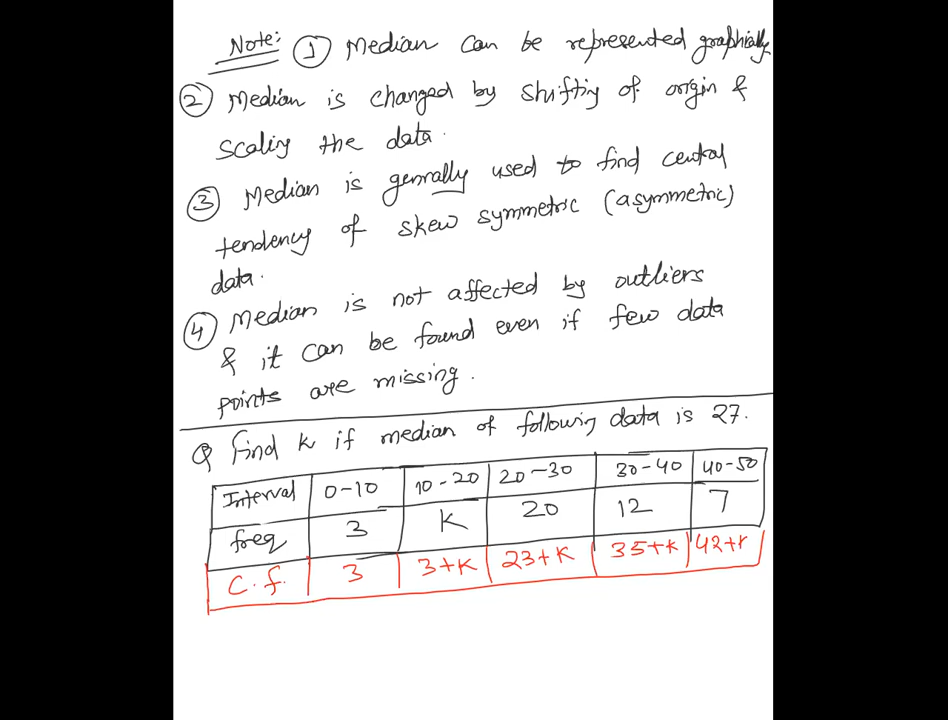 Note: ① Median can be represented graphially
② Median is changed by shifting of origin &
scaling the data.
③ Median is genrally used to find central
tendency of skew symmetric (asymmetric)
data.
④ Median is not affected by outliers
& it can be found even if few data
points are missing.
Q Find k if median of following data is 27.
Interval 0-10 10-20 20-30 30-40 40-50
freq 3 K 20 12 7
C.f. 3 3+K 23+K 35+K 42+K